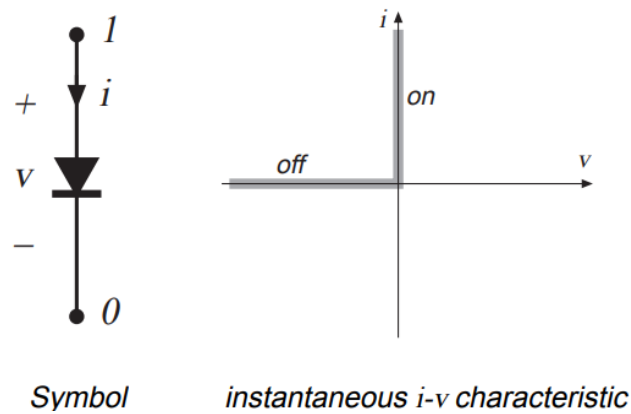 1
i
+
v
–
0
Symbol
i
on
off
v
instantaneous i-v characteristic